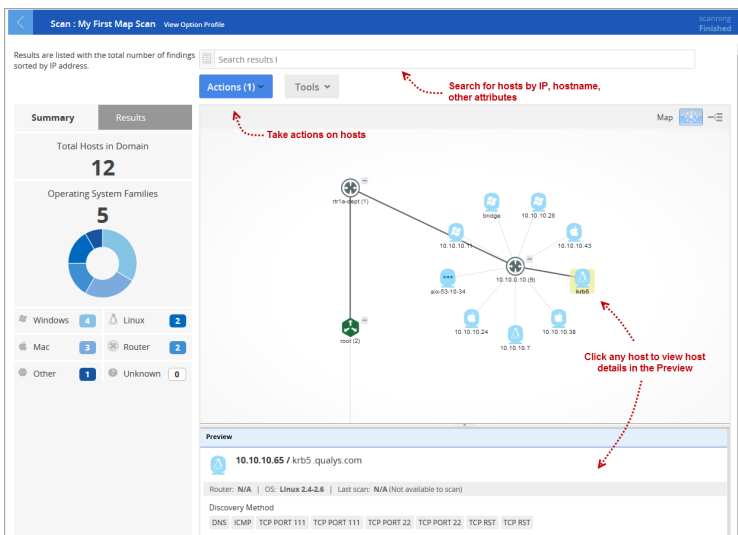 Scan : My First Map Scan View Option Profile
scanning
Finished
Results are listed with the total number of findings
sorted by IP address.
Search results l
Actions (1)
Tools
Search for hosts by IP, hostname,
other attributes
Take actions on hosts
Summary
Results
Map
Total Hosts in Domain
12
Operating System Families
5
Windows 4
Linux 2
Mac 3
Router 2
Other 1
Unknown 0
rtr1a-dept (1)
bridge
10.10.10.28
10.10.10.11
10.10.10.43
aix-53-10-34
10.10.0.10 (9)
krb5
10.10.10.24
10.10.10.38
10.10.10.7
root (2)
Click any host to view host
details in the Preview
Preview
10.10.10.65 / krb5 .qualys.com
Router: N/A | OS: Linux 2.4-2.6 | Last scan: N/A (Not available to scan)
Discovery Method
DNS ICMP TCP PORT 111 TCP PORT 111 TCP PORT 22 TCP PORT 22 TCP RST TCP RST